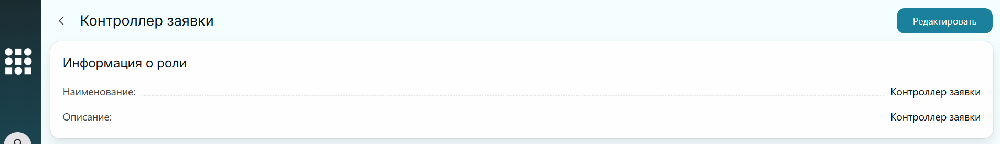 Контроллер заявки
Редактировать
Информация о роли
Наименование: Контроллер заявки
Описание: Контроллер заявки